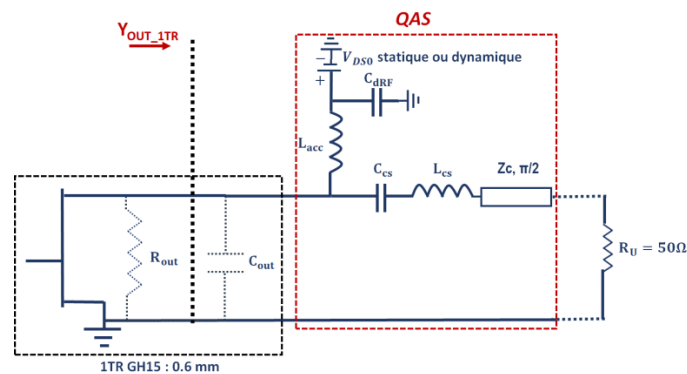 QAS
Y_OUT_1TR
V_DS0 statique ou dynamique
−
+
C_dRF
L_acc
C_cs
L_cs
Zc, π/2
R_out
C_out
R_U = 50Ω
1TR GH15 : 0.6 mm